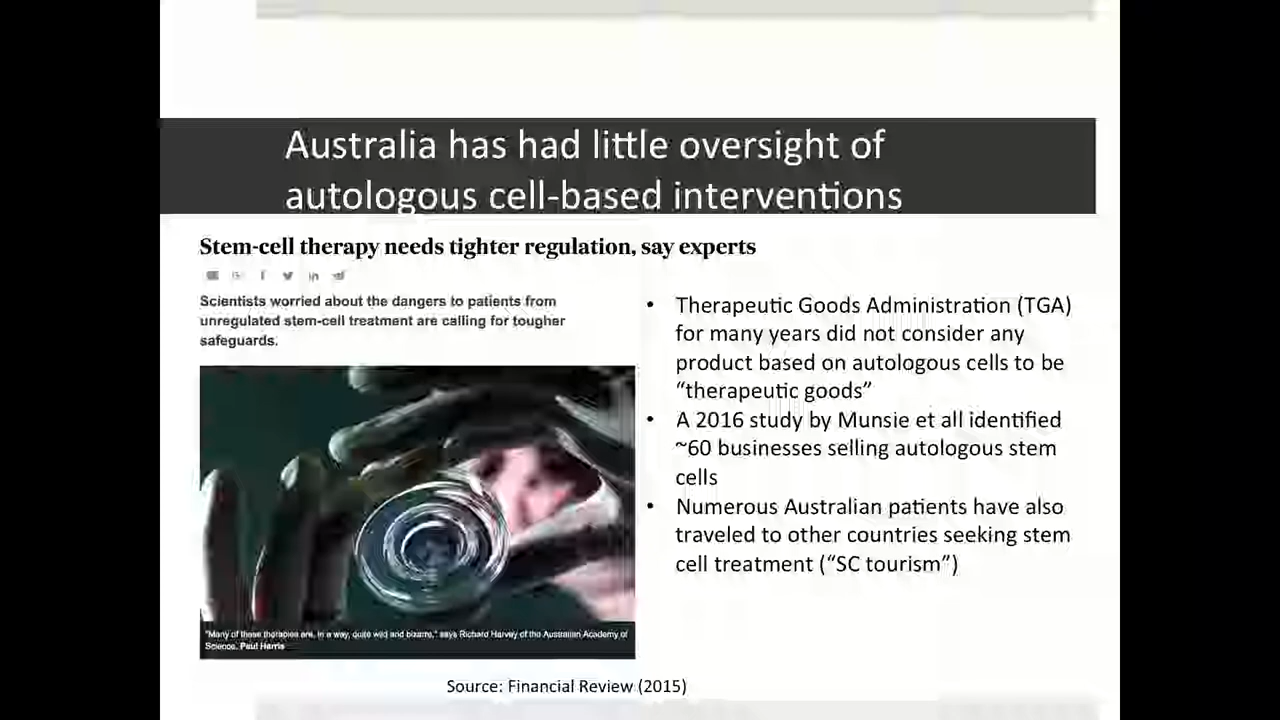 Australia has had little oversight of
autologous cell-based interventions
Stem-cell therapy needs tighter regulation, say experts
Scientists worried about the dangers to patients from
unregulated stem-cell treatment are calling for tougher
safeguards.
"Many of these therapies are, in a way, quite wild and bizarre," says Richard Harvey of the Australian Academy of
Science. Paul Harris
• Therapeutic Goods Administration (TGA)
for many years did not consider any
product based on autologous cells to be
“therapeutic goods”
• A 2016 study by Munsie et all identified
~60 businesses selling autologous stem
cells
• Numerous Australian patients have also
traveled to other countries seeking stem
cell treatment (“SC tourism”)
Source: Financial Review (2015)